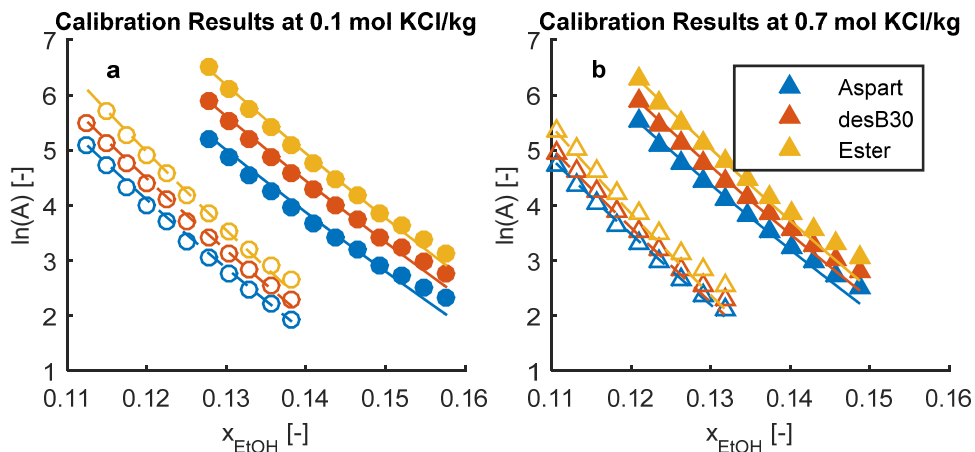 Calibration Results at 0.1 mol KCl/kg
a
7
6
5
4
3
2
1
ln(A) [-]
0.11 0.12 0.13 0.14 0.15 0.16
x_EtOH [-]
Calibration Results at 0.7 mol KCl/kg
b
Aspart
desB30
Ester
7
6
5
4
3
2
1
ln(A) [-]
0.11 0.12 0.13 0.14 0.15 0.16
x_EtOH [-]